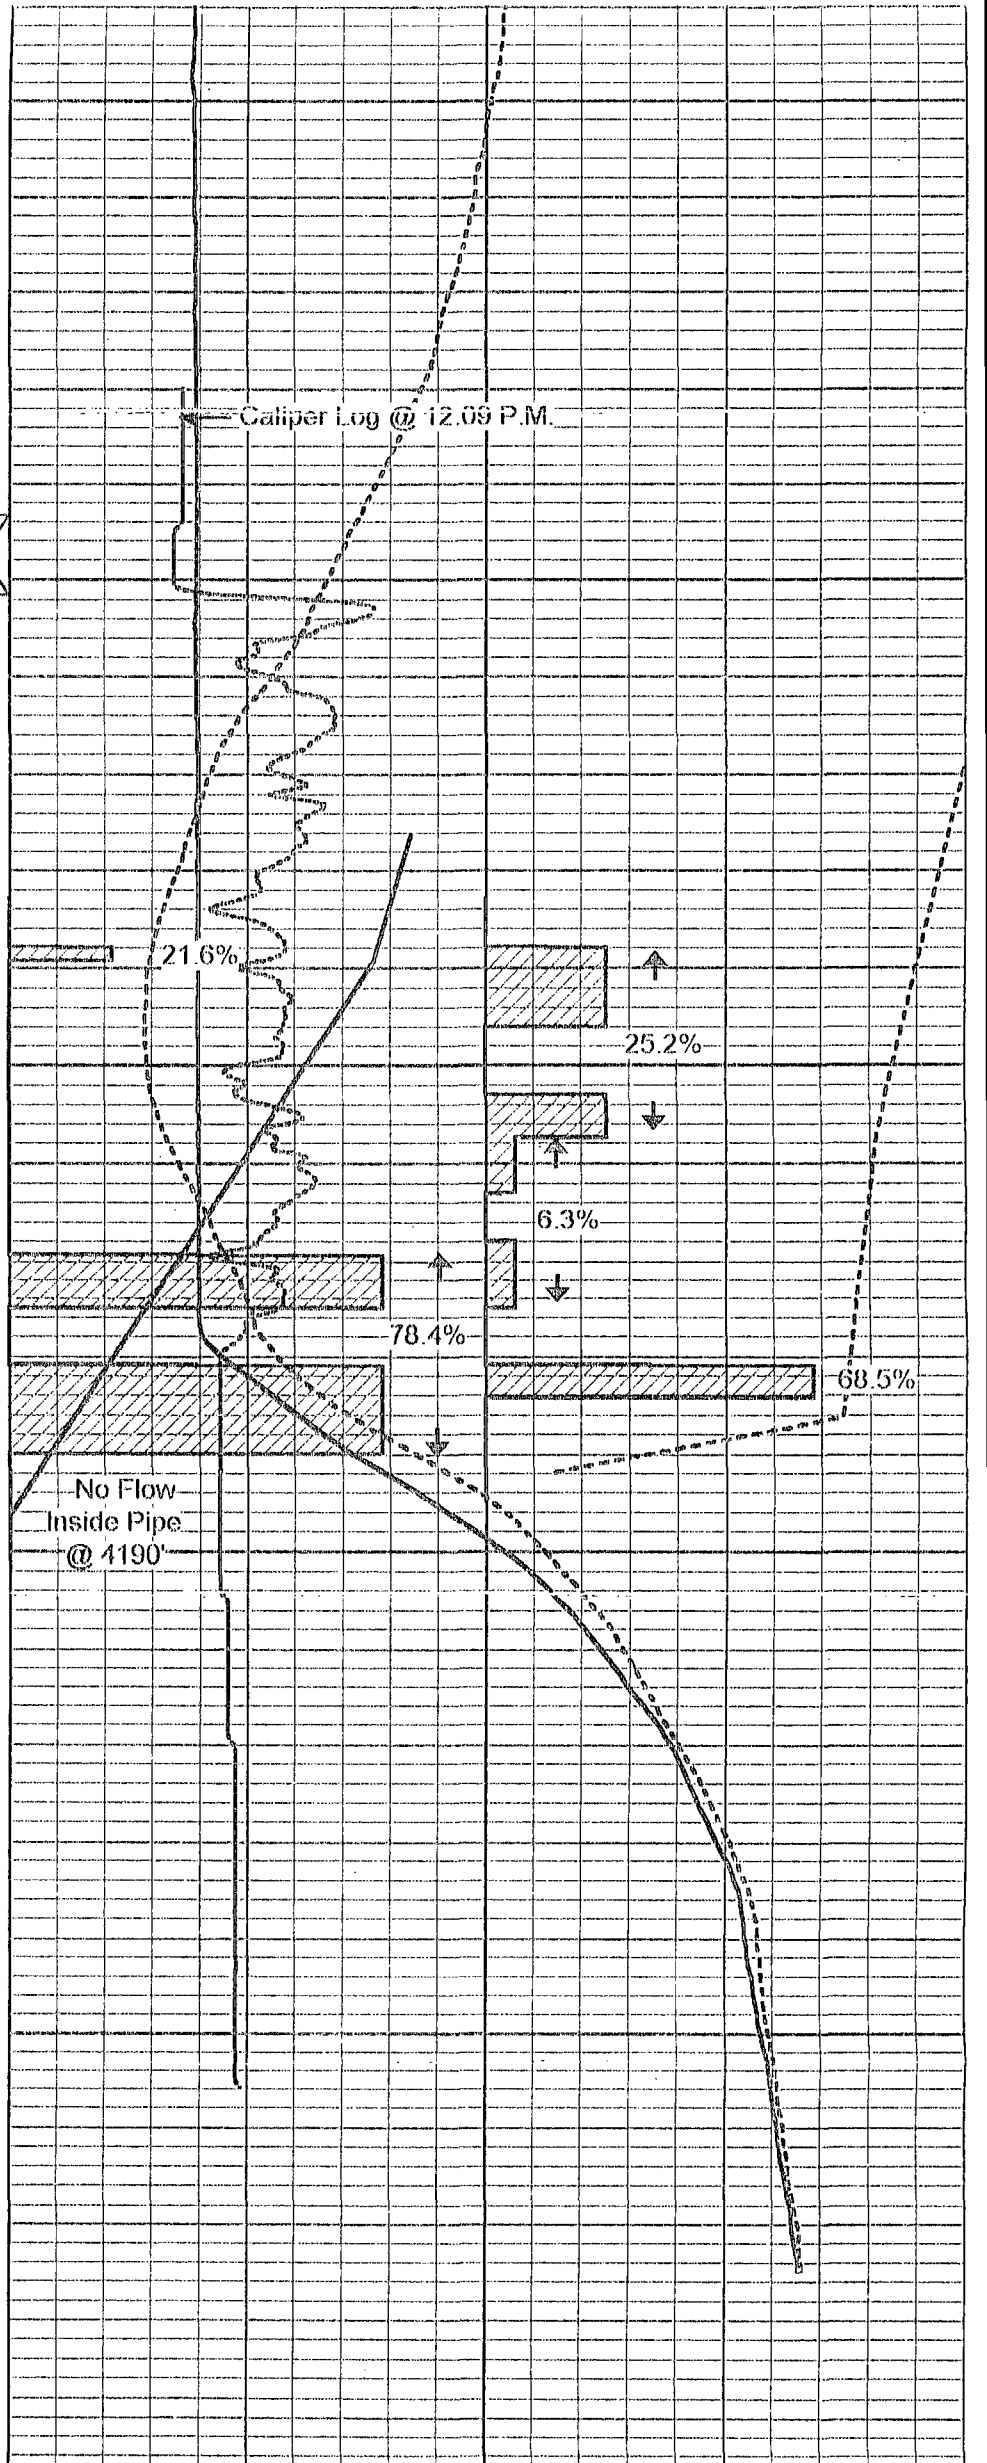 Caliper Log @ 12.09 P.M.
21.6%
25.2%
6.3%
78.4%
68.5%
No Flow
Inside Pipe
@ 4190'